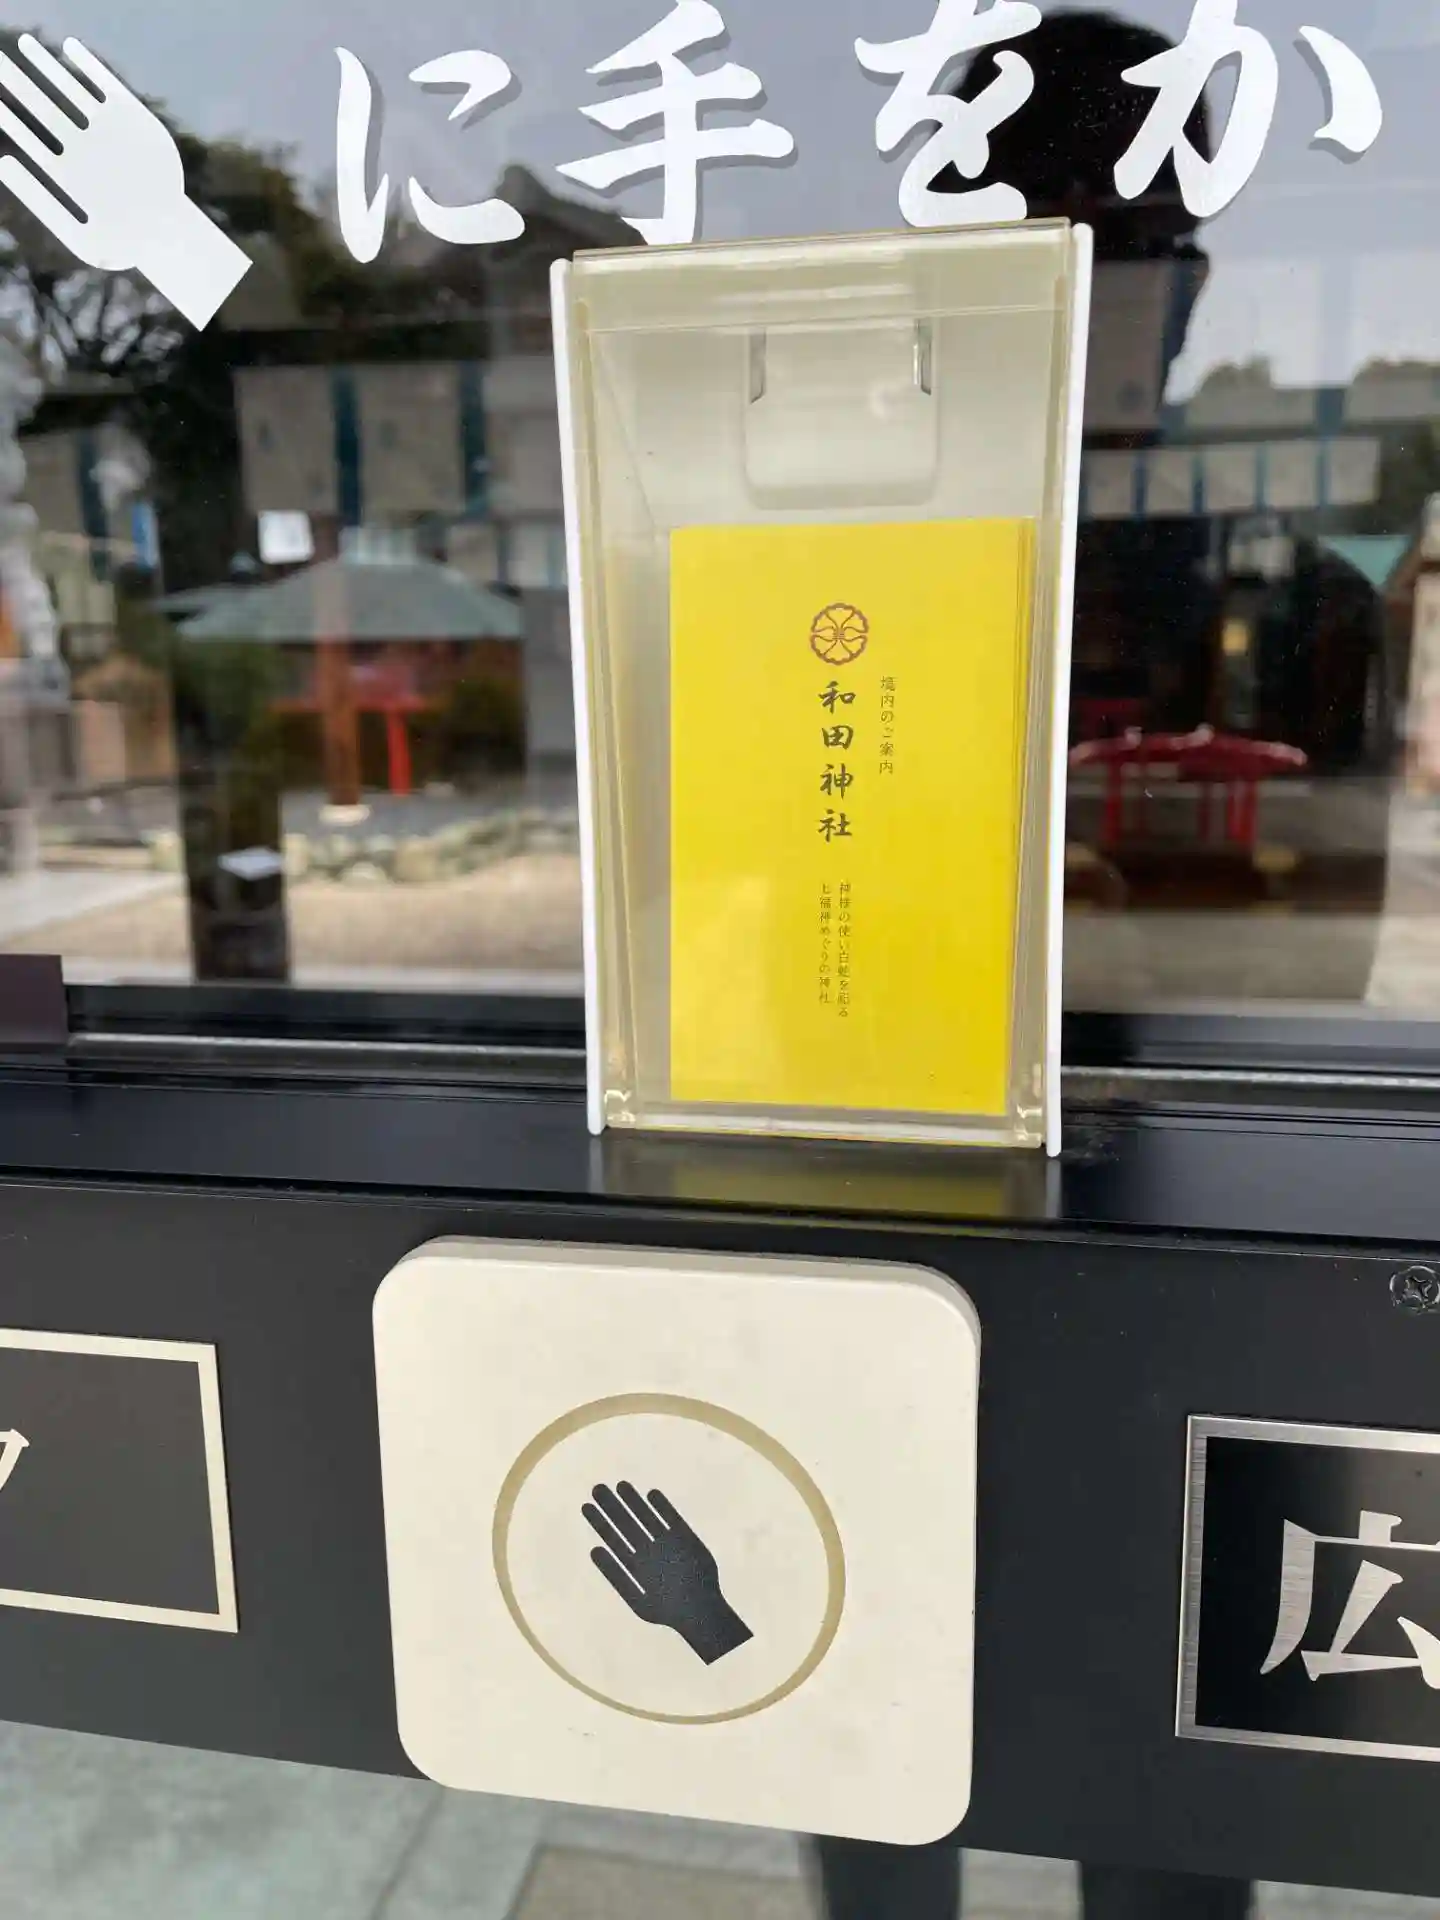 に手をか
境内のご案内
和田神社
神様の使い白蛇を祀る
七福神めぐりの神社
広